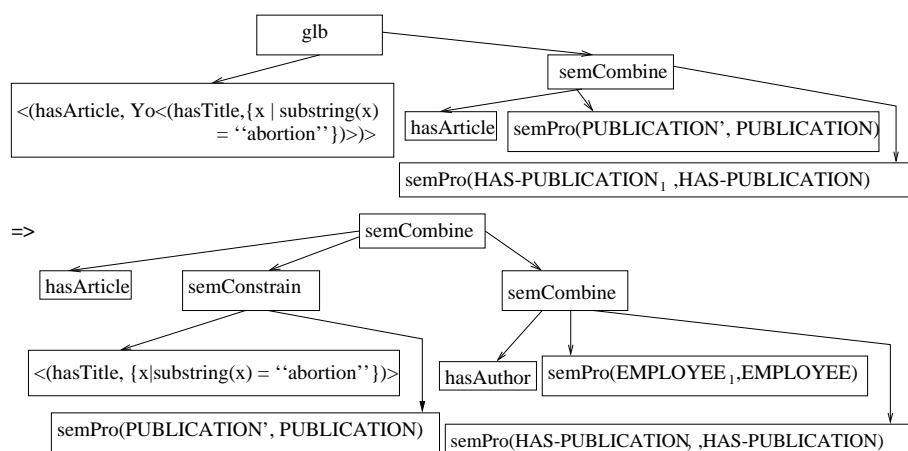 glb
semCombine
<(hasArticle, Yo<(hasTitle,{x | substring(x)
= ‘‘abortion’’})>)>
hasArticle
semPro(PUBLICATION’, PUBLICATION)
semPro(HAS-PUBLICATION1 ,HAS-PUBLICATION)
=>
semCombine
hasArticle
semConstrain
semCombine
<(hasTitle, {x|substring(x) = ‘‘abortion’’})>
hasAuthor
semPro(EMPLOYEE1,EMPLOYEE)
semPro(PUBLICATION’, PUBLICATION)
semPro(HAS-PUBLICATION, ,HAS-PUBLICATION)